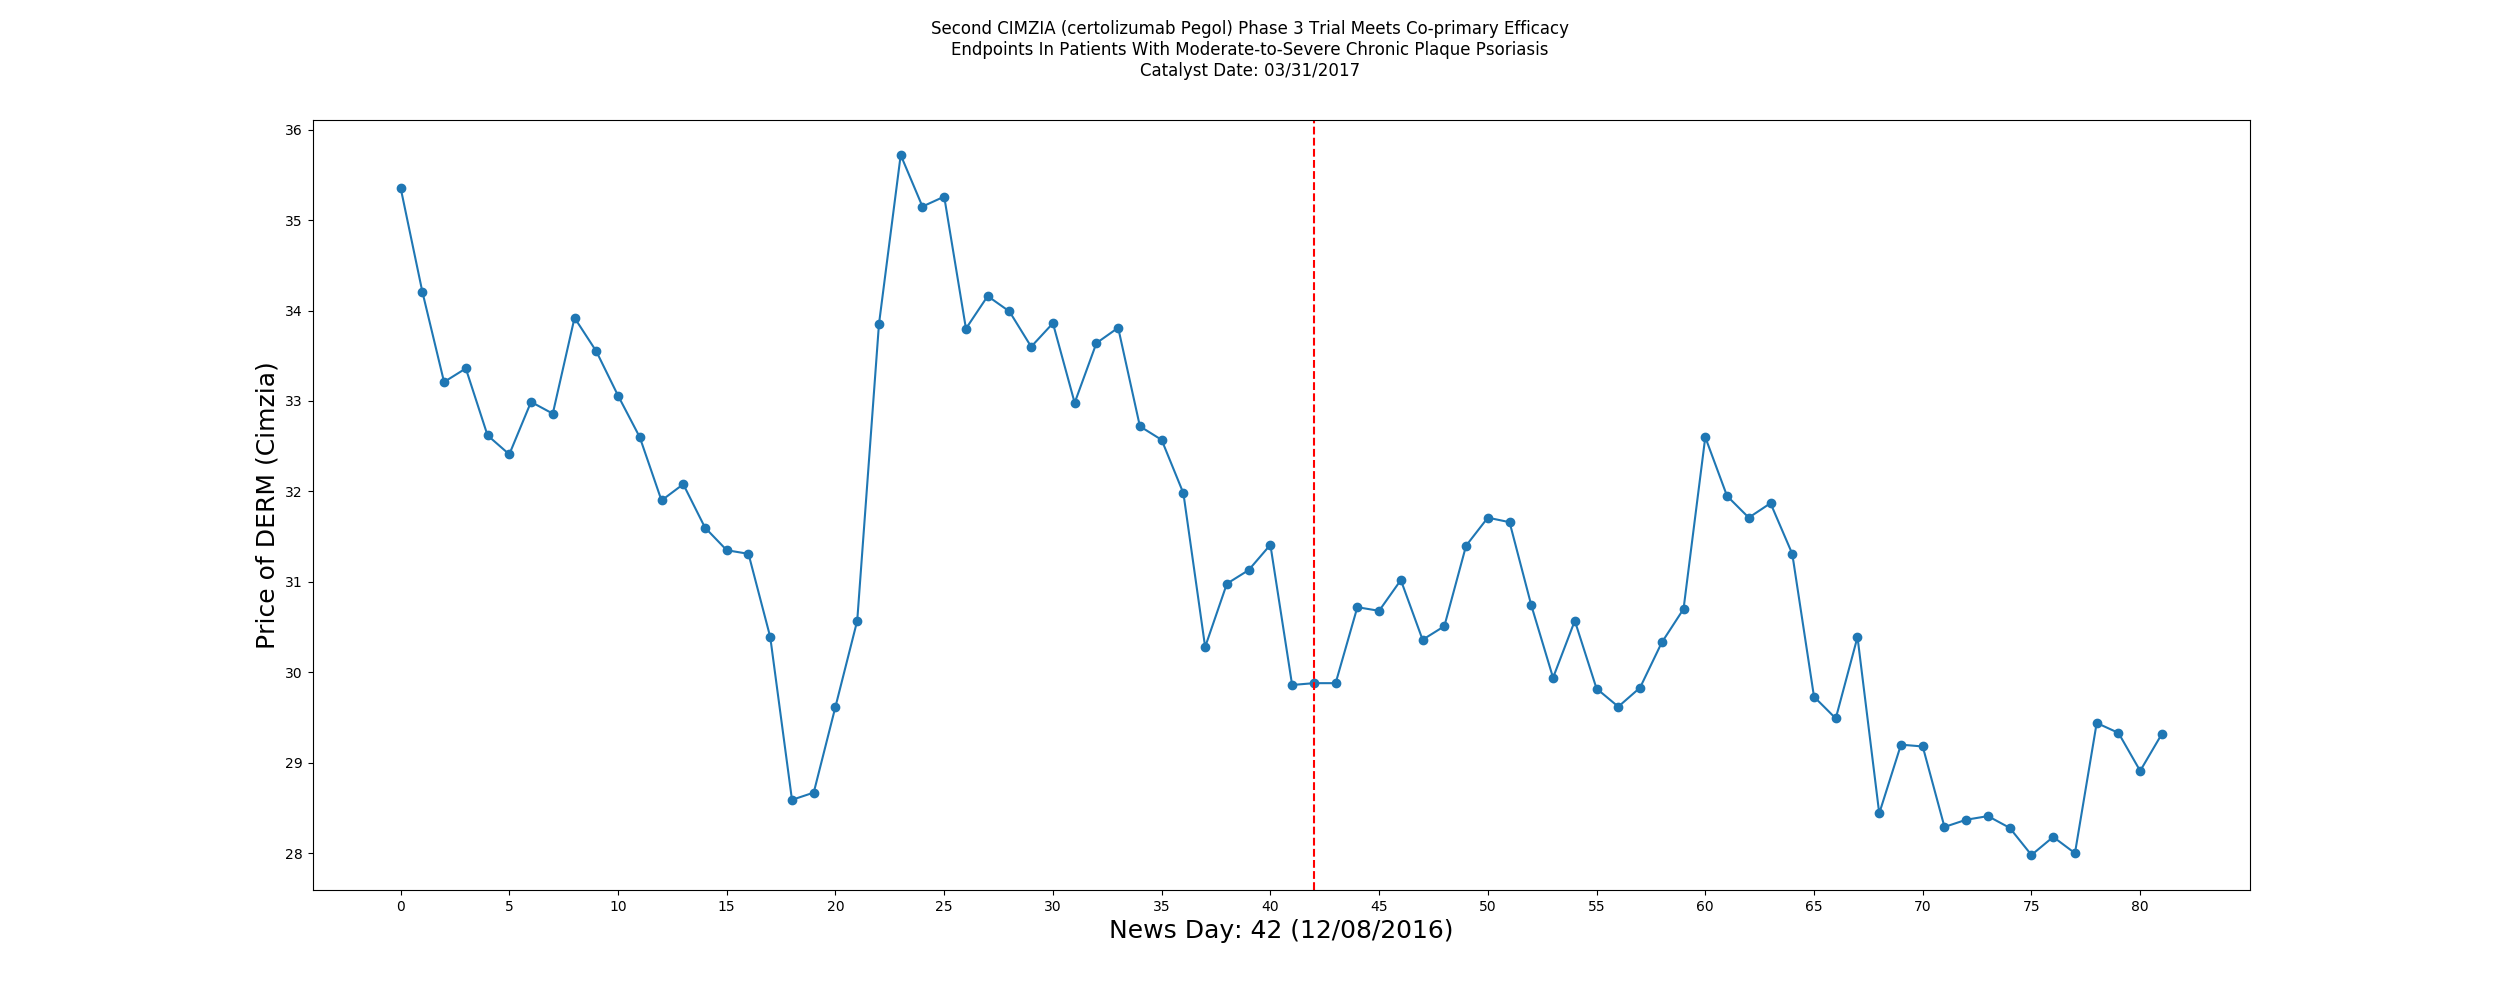 Second CIMZIA (certolizumab Pegol) Phase 3 Trial Meets Co-primary Efficacy
Endpoints In Patients With Moderate-to-Severe Chronic Plaque Psoriasis
Catalyst Date: 03/31/2017
36
35
34
33
32
31
30
29
28
Price of DERM (Cimzia)
0 5 10 15 20 25 30 35 40 45 50 55 60 65 70 75 80
News Day: 42 (12/08/2016)